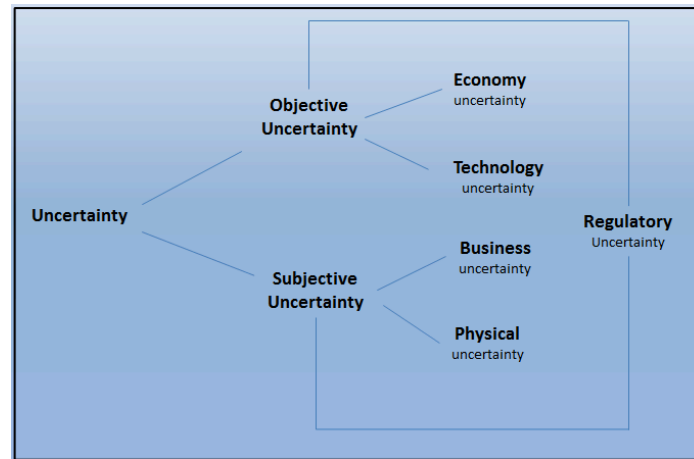 Economy
uncertainty
Objective
Uncertainty
Technology
uncertainty
Uncertainty
Regulatory
Uncertainty
Business
uncertainty
Subjective
Uncertainty
Physical
uncertainty